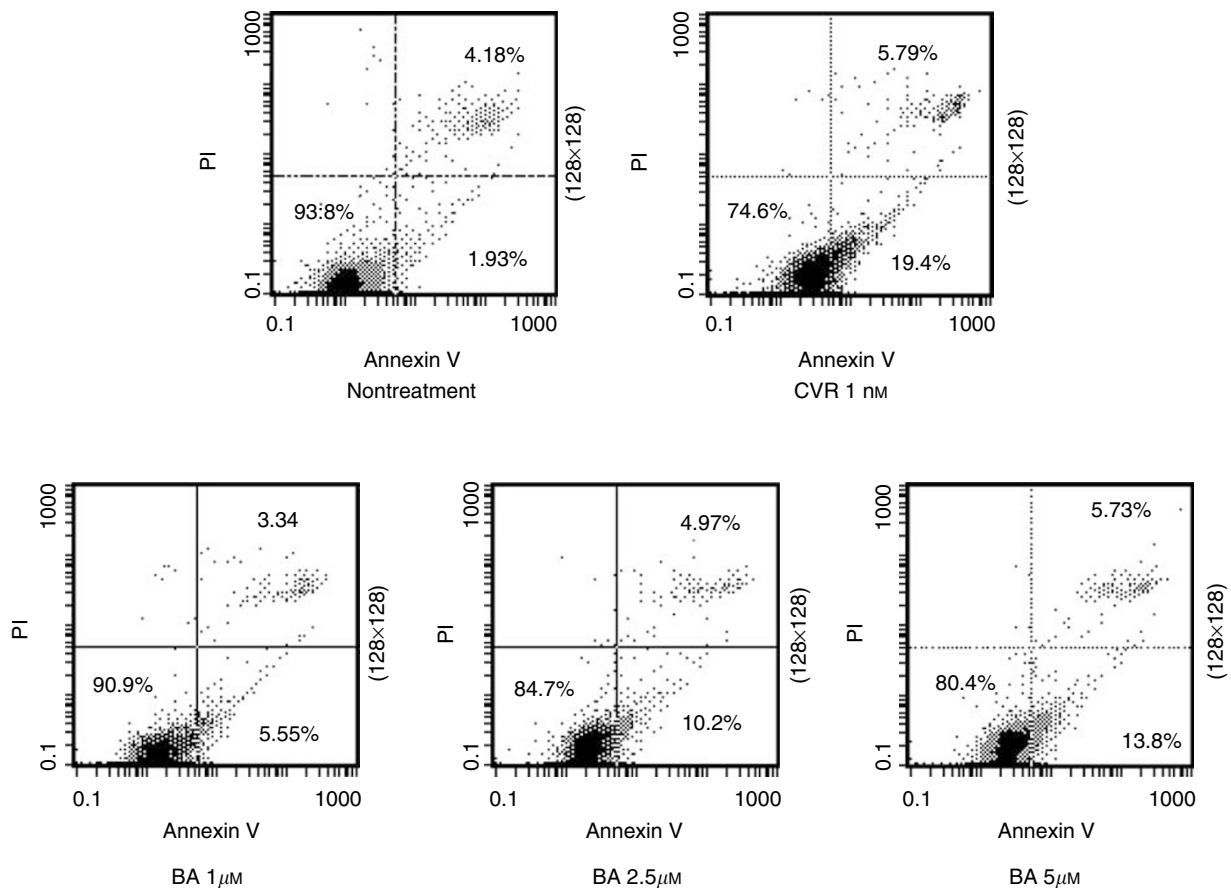 1000
4.18%
PI
(128×128)
93.8%
1.93%
0.1
0.1
1000
Annexin V
Nontreatment
1000
5.79%
PI
(128×128)
74.6%
19.4%
0.1
0.1
1000
Annexin V
CVR 1 nM
1000
3.34
PI
(128×128)
90.9%
5.55%
0.1
0.1
1000
Annexin V
BA 1μM
1000
4.97%
PI
(128×128)
84.7%
10.2%
0.1
0.1
1000
Annexin V
BA 2.5μM
1000
5.73%
PI
(128×128)
80.4%
13.8%
0.1
0.1
1000
Annexin V
BA 5μM